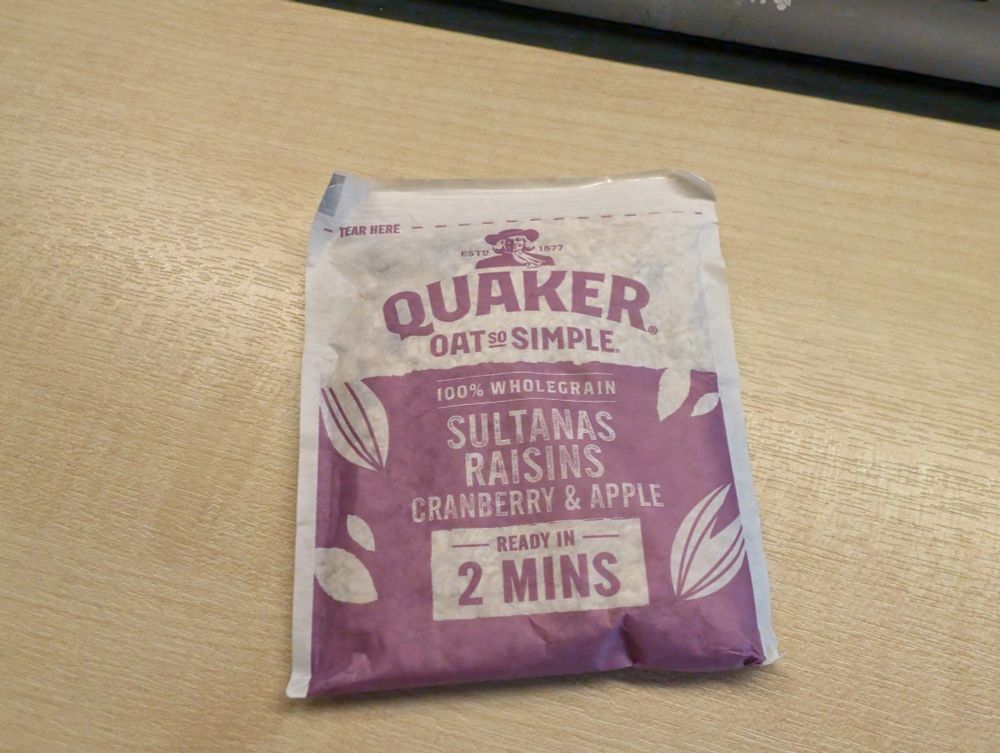 TEAR HERE
ESTD 1877
QUAKER®
OAT SO SIMPLE.
100% WHOLEGRAIN
SULTANAS
RAISINS
CRANBERRY & APPLE
READY IN
2 MINS